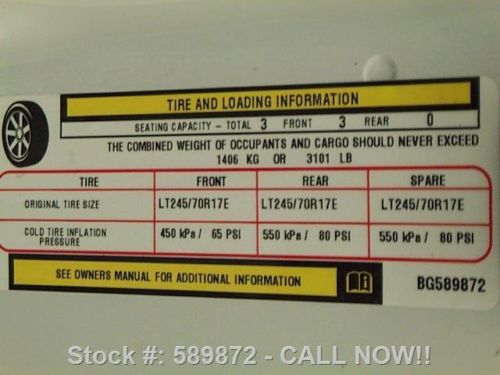 TIRE AND LOADING INFORMATION
SEATING CAPACITY - TOTAL 3 FRONT 3 REAR 0
THE COMBINED WEIGHT OF OCCUPANTS AND CARGO SHOULD NEVER EXCEED
1406 KG OR 3101 LB
TIRE FRONT REAR SPARE
ORIGINAL TIRE SIZE LT245/70R17E LT245/70R17E LT245/70R17E
COLD TIRE INFLATION PRESSURE 450 kPa / 65 PSI 550 kPa / 80 PSI 550 kPa / 80 PSI
SEE OWNERS MANUAL FOR ADDITIONAL INFORMATION BG589872
Stock #: 589872 - CALL NOW!!